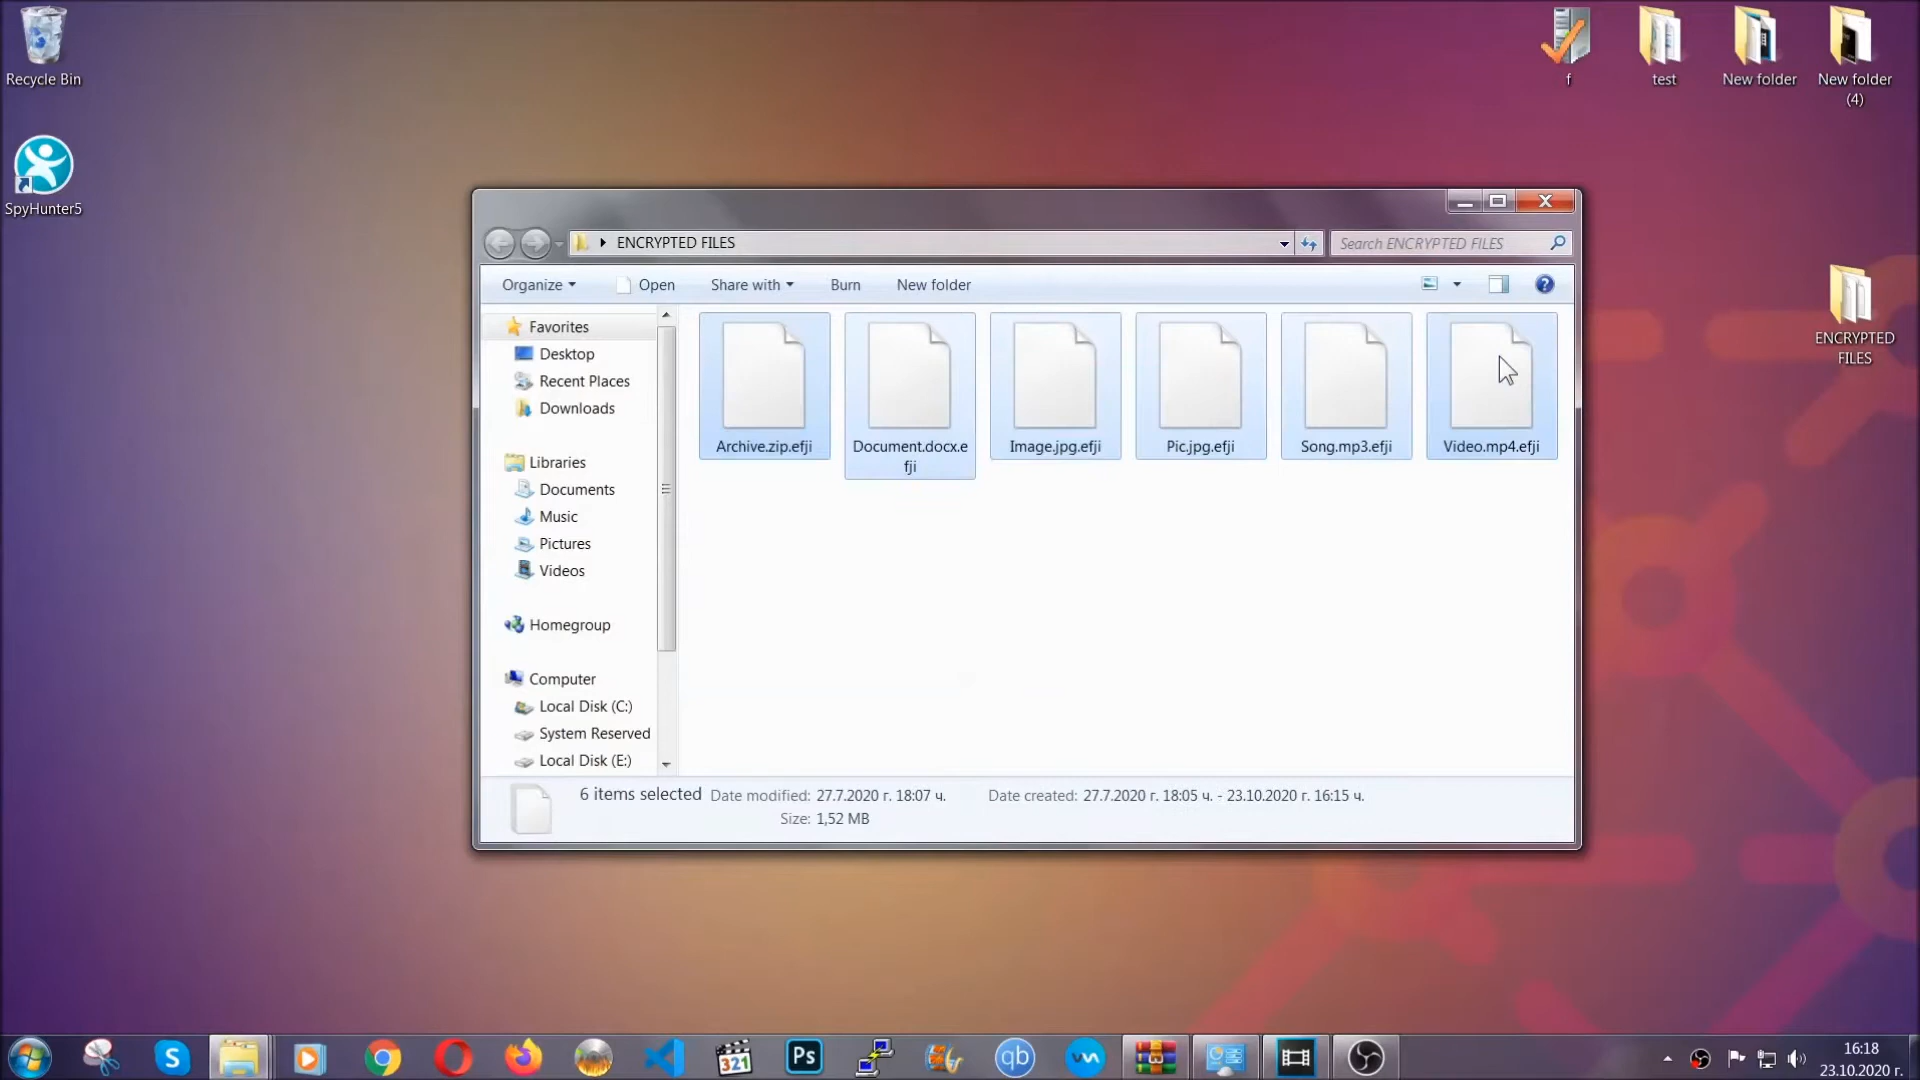 Recycle Bin
SpyHunter5
f
test
New folder
New folder
(4)
ENCRYPTED
FILES
ENCRYPTED FILES
Search ENCRYPTED FILES
Organize
Open
Share with
Burn
New folder
Favorites
Desktop
Recent Places
Downloads
Libraries
Documents
Music
Pictures
Videos
Homegroup
Computer
Local Disk (C:)
System Reserved
Local Disk (E:)
Archive.zip.efji
Document.docx.e
fji
Image.jpg.efji
Pic.jpg.efji
Song.mp3.efji
Video.mp4.efji
6 items selected Date modified: 27.7.2020 г. 18:07 ч. Date created: 27.7.2020 г. 18:05 ч. - 23.10.2020 г. 16:15 ч.
Size: 1,52 MB
S
321
Ps
qb
16:18
23.10.2020 г.